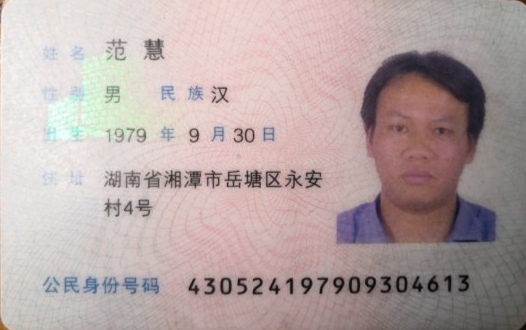 姓名 范慧
性别 男 民族 汉
出生 1979 年 9 月 30 日
住址 湖南省湘潭市岳塘区永安
村4号
公民身份号码 430524197909304613